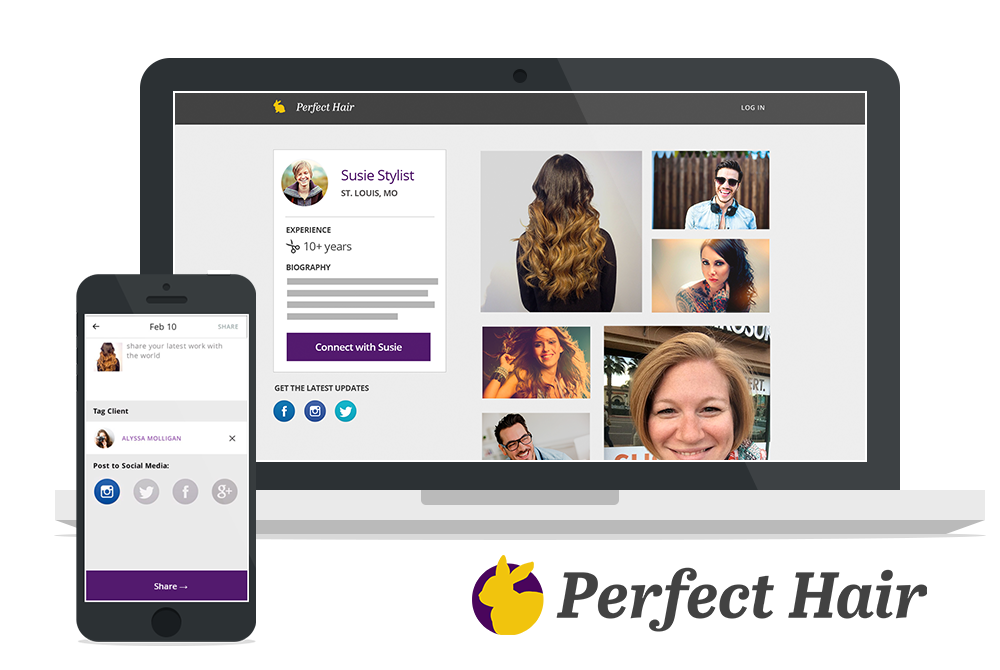 Perfect Hair
LOG IN
Susie Stylist
ST. LOUIS, MO
EXPERIENCE
10+ years
BIOGRAPHY
Connect with Susie
GET THE LATEST UPDATES
Feb 10
SHARE
share your latest work with
the world
Tag Client
ALYSSA MOLLIGAN
Post to Social Media:
Share →
Perfect Hair